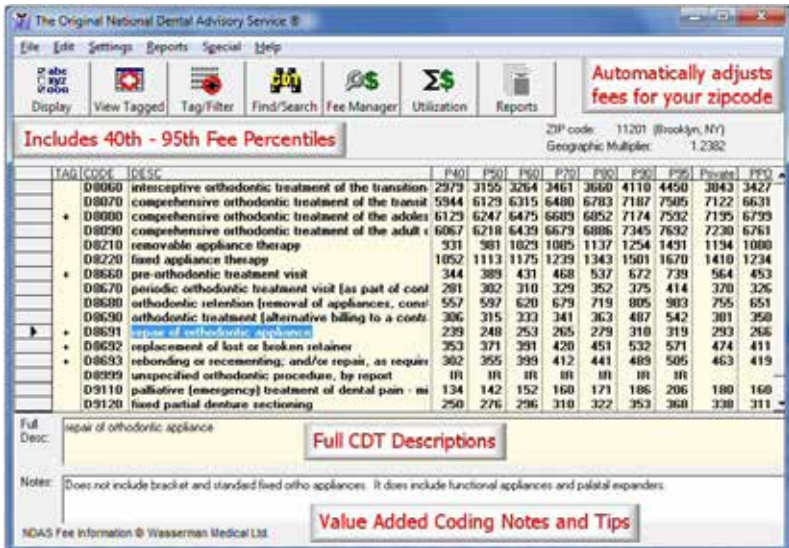 The Original National Dental Advisory Service ®
File Edit Settings Reports Special Help
abc
xyz
Display View Tagged Tag/Filter Find/Search Fee Manager Utilization Reports
Automatically adjusts
fees for your zipcode
Includes 40th - 95th Fee Percentiles
ZIP code: 11201 (Brooklyn, NY)
Geographic Multiplier: 1.2382
TAG CODE DESC P40 P50 P60 P70 P80 P90 P95 Private PPO
D8060 interceptive orthodontic treatment of the transition 2979 3155 3264 3461 3660 4110 4450 3843 3427
D8070 comprehensive orthodontic treatment of the transit 5944 6129 6315 6480 6783 7187 7505 7122 6631
D8080 comprehensive orthodontic treatment of the adoles 6129 6247 6475 6689 6852 7174 7592 7195 6799
D8090 comprehensive orthodontic treatment of the adult 6067 6218 6439 6679 6886 7345 7692 7230 6761
D8210 removable appliance therapy 931 981 1029 1085 1137 1254 1491 1194 1080
D8220 fixed appliance therapy 1052 1113 1175 1239 1343 1501 1670 1410 1234
D8660 pre-orthodontic treatment visit 344 389 431 468 537 672 739 564 453
D8670 periodic orthodontic treatment visit (as part of cont 281 302 310 329 352 375 414 370 326
D8680 orthodontic retention (removal of appliances, cons 557 597 620 679 719 805 903 755 651
D8690 orthodontic treatment (alternative billing to a contr 306 315 333 341 363 487 542 381 350
D8691 repair of orthodontic appliance 239 248 253 265 279 310 319 293 266
D8692 replacement of lost or broken retainer 353 371 391 420 451 532 571 474 411
D8693 rebonding or recementing; and/or repair, as require 302 355 399 412 441 489 505 463 419
D8999 unspecified orthodontic procedure, by report IR IR IR IR IR IR IR
D9110 palliative (emergency) treatment of dental pain - mi 134 142 152 160 171 186 206 180 160
D9120 fixed partial denture sectioning 250 276 296 310 322 353 368 338 311
Full Desc: repair of orthodontic appliance
Full CDT Descriptions
Notes: Does not include bracket and standard fixed ortho appliances. It does include functional appliances and palatal expanders.
Value Added Coding Notes and Tips
NDAS Fee Information © Wasserman Medical Ltd.